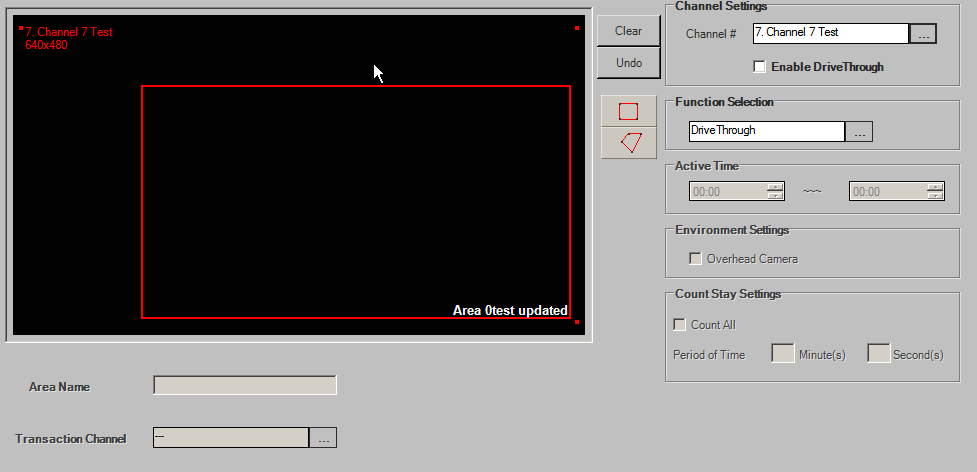 7. Channel 7 Test
640x480
Area 0test updated
Clear
Undo
Channel Settings
Channel # 7. Channel 7 Test ...
Enable DriveThrough
Function Selection
DriveThrough ...
Active Time
00:00 ~~~ 00:00
Environment Settings
Overhead Camera
Count Stay Settings
Count All
Period of Time Minute(s) Second(s)
Area Name
Transaction Channel --- ...